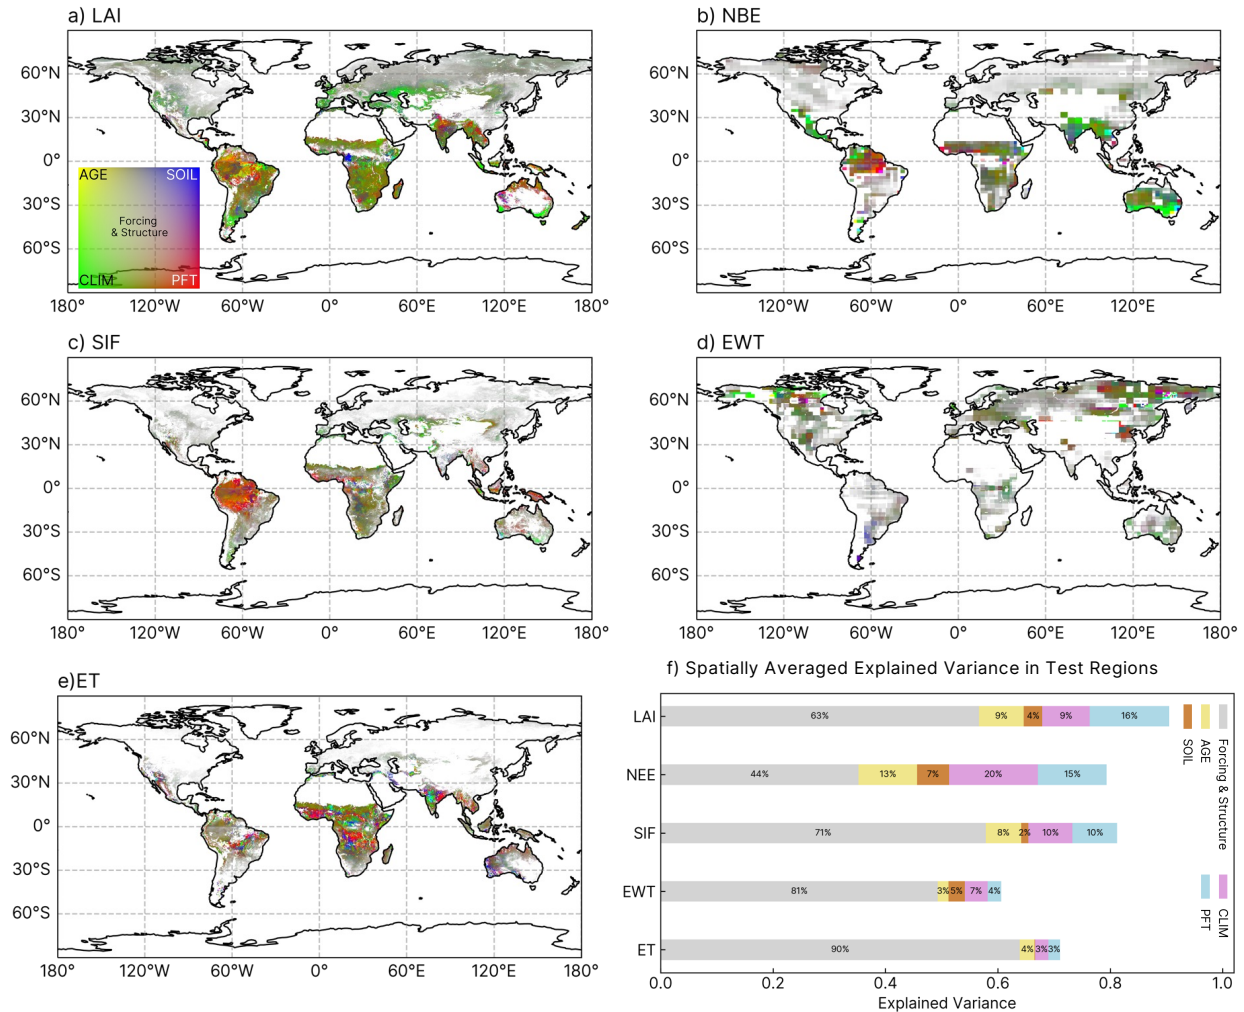 a) LAI
60°N
30°N
0°
30°S
60°S
AGE
SOIL
Forcing
& Structure
CLIM
PFT
180° 120°W 60°W 0° 60°E 120°E 180°
b) NBE
60°N
30°N
0°
30°S
60°S
180° 120°W 60°W 0° 60°E 120°E
c) SIF
60°N
30°N
0°
30°S
60°S
180° 120°W 60°W 0° 60°E 120°E 180°
d) EWT
60°N
30°N
0°
30°S
60°S
180° 120°W 60°W 0° 60°E 120°E 180°
e)ET
60°N
30°N
0°
30°S
60°S
180° 120°W 60°W 0° 60°E 120°E 180°
f) Spatially Averaged Explained Variance in Test Regions
LAI 63% 9% 4% 9% 16%
NEE 44% 13% 7% 20% 15%
SIF 71% 8% 2% 10% 10%
EWT 81% 3% 5% 7% 4%
ET 90% 4% 3% 3%
Forcing & Structure
AGE
SOIL
CLIM
PFT
0.0 0.2 0.4 0.6 0.8 1.0
Explained Variance